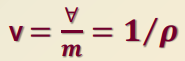 v = ∀/m = 1/ρ